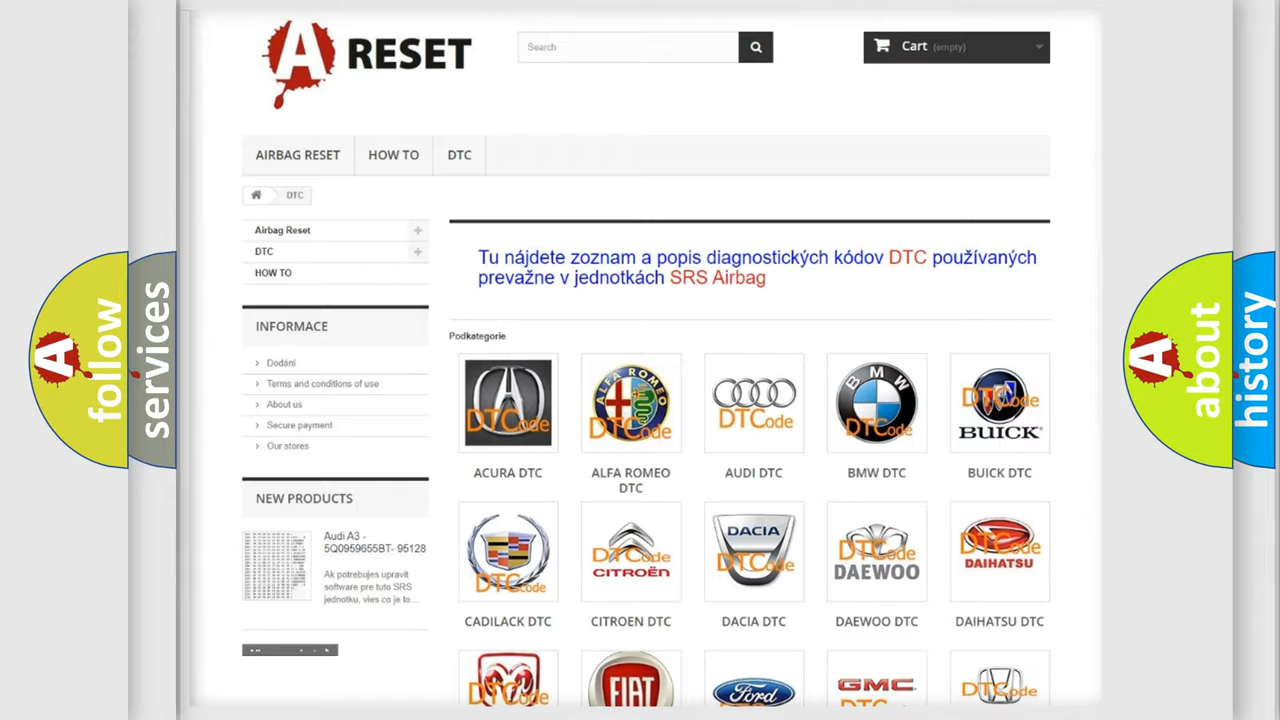 A RESET
Search
Cart (empty)
AIRBAG RESET
HOW TO
DTC
DTC
Airbag Reset
DTC
HOW TO
Tu nájdete zoznam a popis diagnostických kódov DTC používaných
prevažne v jednotkách SRS Airbag
INFORMACE
Dodání
Terms and conditions of use
About us
Secure payment
Our stores
NEW PRODUCTS
Audi A3 -
5Q0959655BT- 95128
Ak potrebujes upravit
software pre tuto SRS
jednotku, vies co je to...
Podkategorie
DTCode
ALFA ROMEO
DTCode
DTCode
BMW
DTCode
DTCode
BUICK
ACURA DTC
ALFA ROMEO
DTC
AUDI DTC
BMW DTC
BUICK DTC
DTCode
DTCode
CITROËN
DACIA
DTCode
DTCode
DAEWOO
DTCode
DAIHATSU
CADILACK DTC
CITROEN DTC
DACIA DTC
DAEWOO DTC
DAIHATSU DTC
DTCode
FIAT
Ford
GMC
DTCode
A follow
services
A about
history